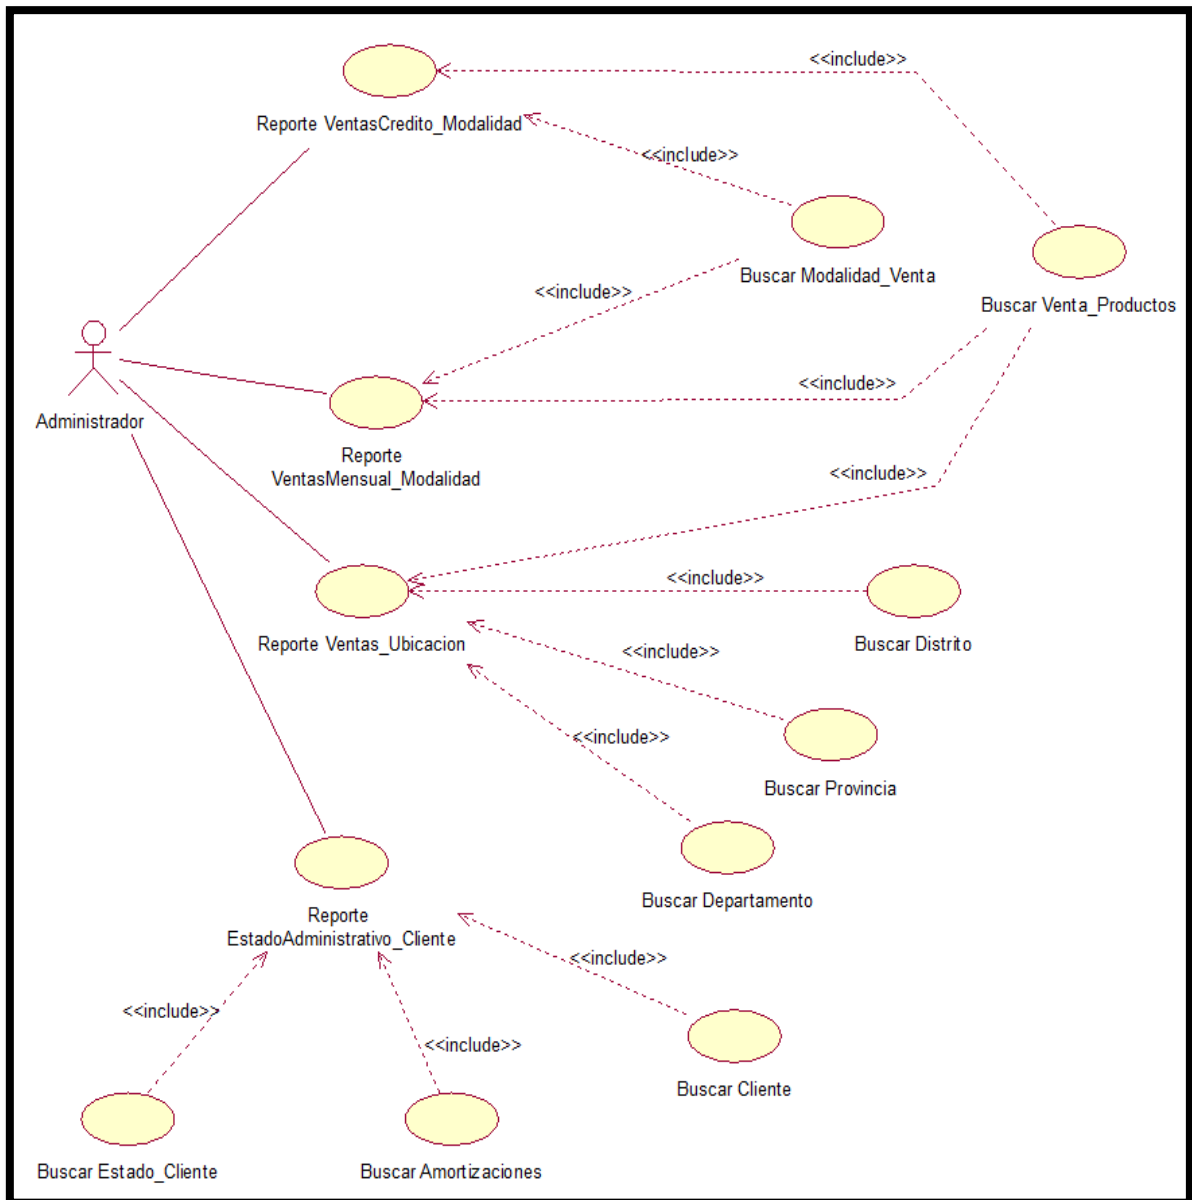 <<include>>
Reporte VentasCredito_Modalidad
<<include>>
Buscar Modalidad_Venta
<<include>>
Buscar Venta_Productos
<<include>>
Administrador
Reporte
VentasMensual_Modalidad
<<include>>
<<include>>
Reporte Ventas_Ubicacion
Buscar Distrito
<<include>>
<<include>>
Buscar Provincia
Buscar Departamento
Reporte
EstadoAdministrativo_Cliente
<<include>>
<<include>>
<<include>>
Buscar Cliente
Buscar Estado_Cliente
Buscar Amortizaciones